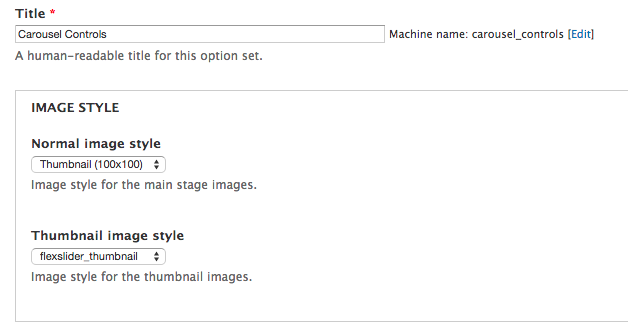 Title *
Carousel Controls Machine name: carousel_controls [Edit]
A human-readable title for this option set.
IMAGE STYLE
Normal image style
Thumbnail (100x100)
Image style for the main stage images.
Thumbnail image style
flexslider_thumbnail
Image style for the thumbnail images.